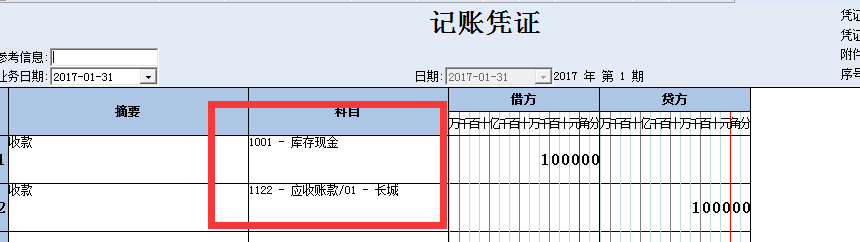 记账凭证
凭证
凭证
参考信息:
附件
业务日期: 2017-01-31 日期: 2017-01-31 2017 年 第 1 期
序号
摘要 科目 借方 贷方
万千百十亿千百十万千百十元角分 万千百十亿千百十万千百十元角分
1 收款 1001 - 库存现金 100000
2 收款 1122 - 应收账款/01 - 长城 100000